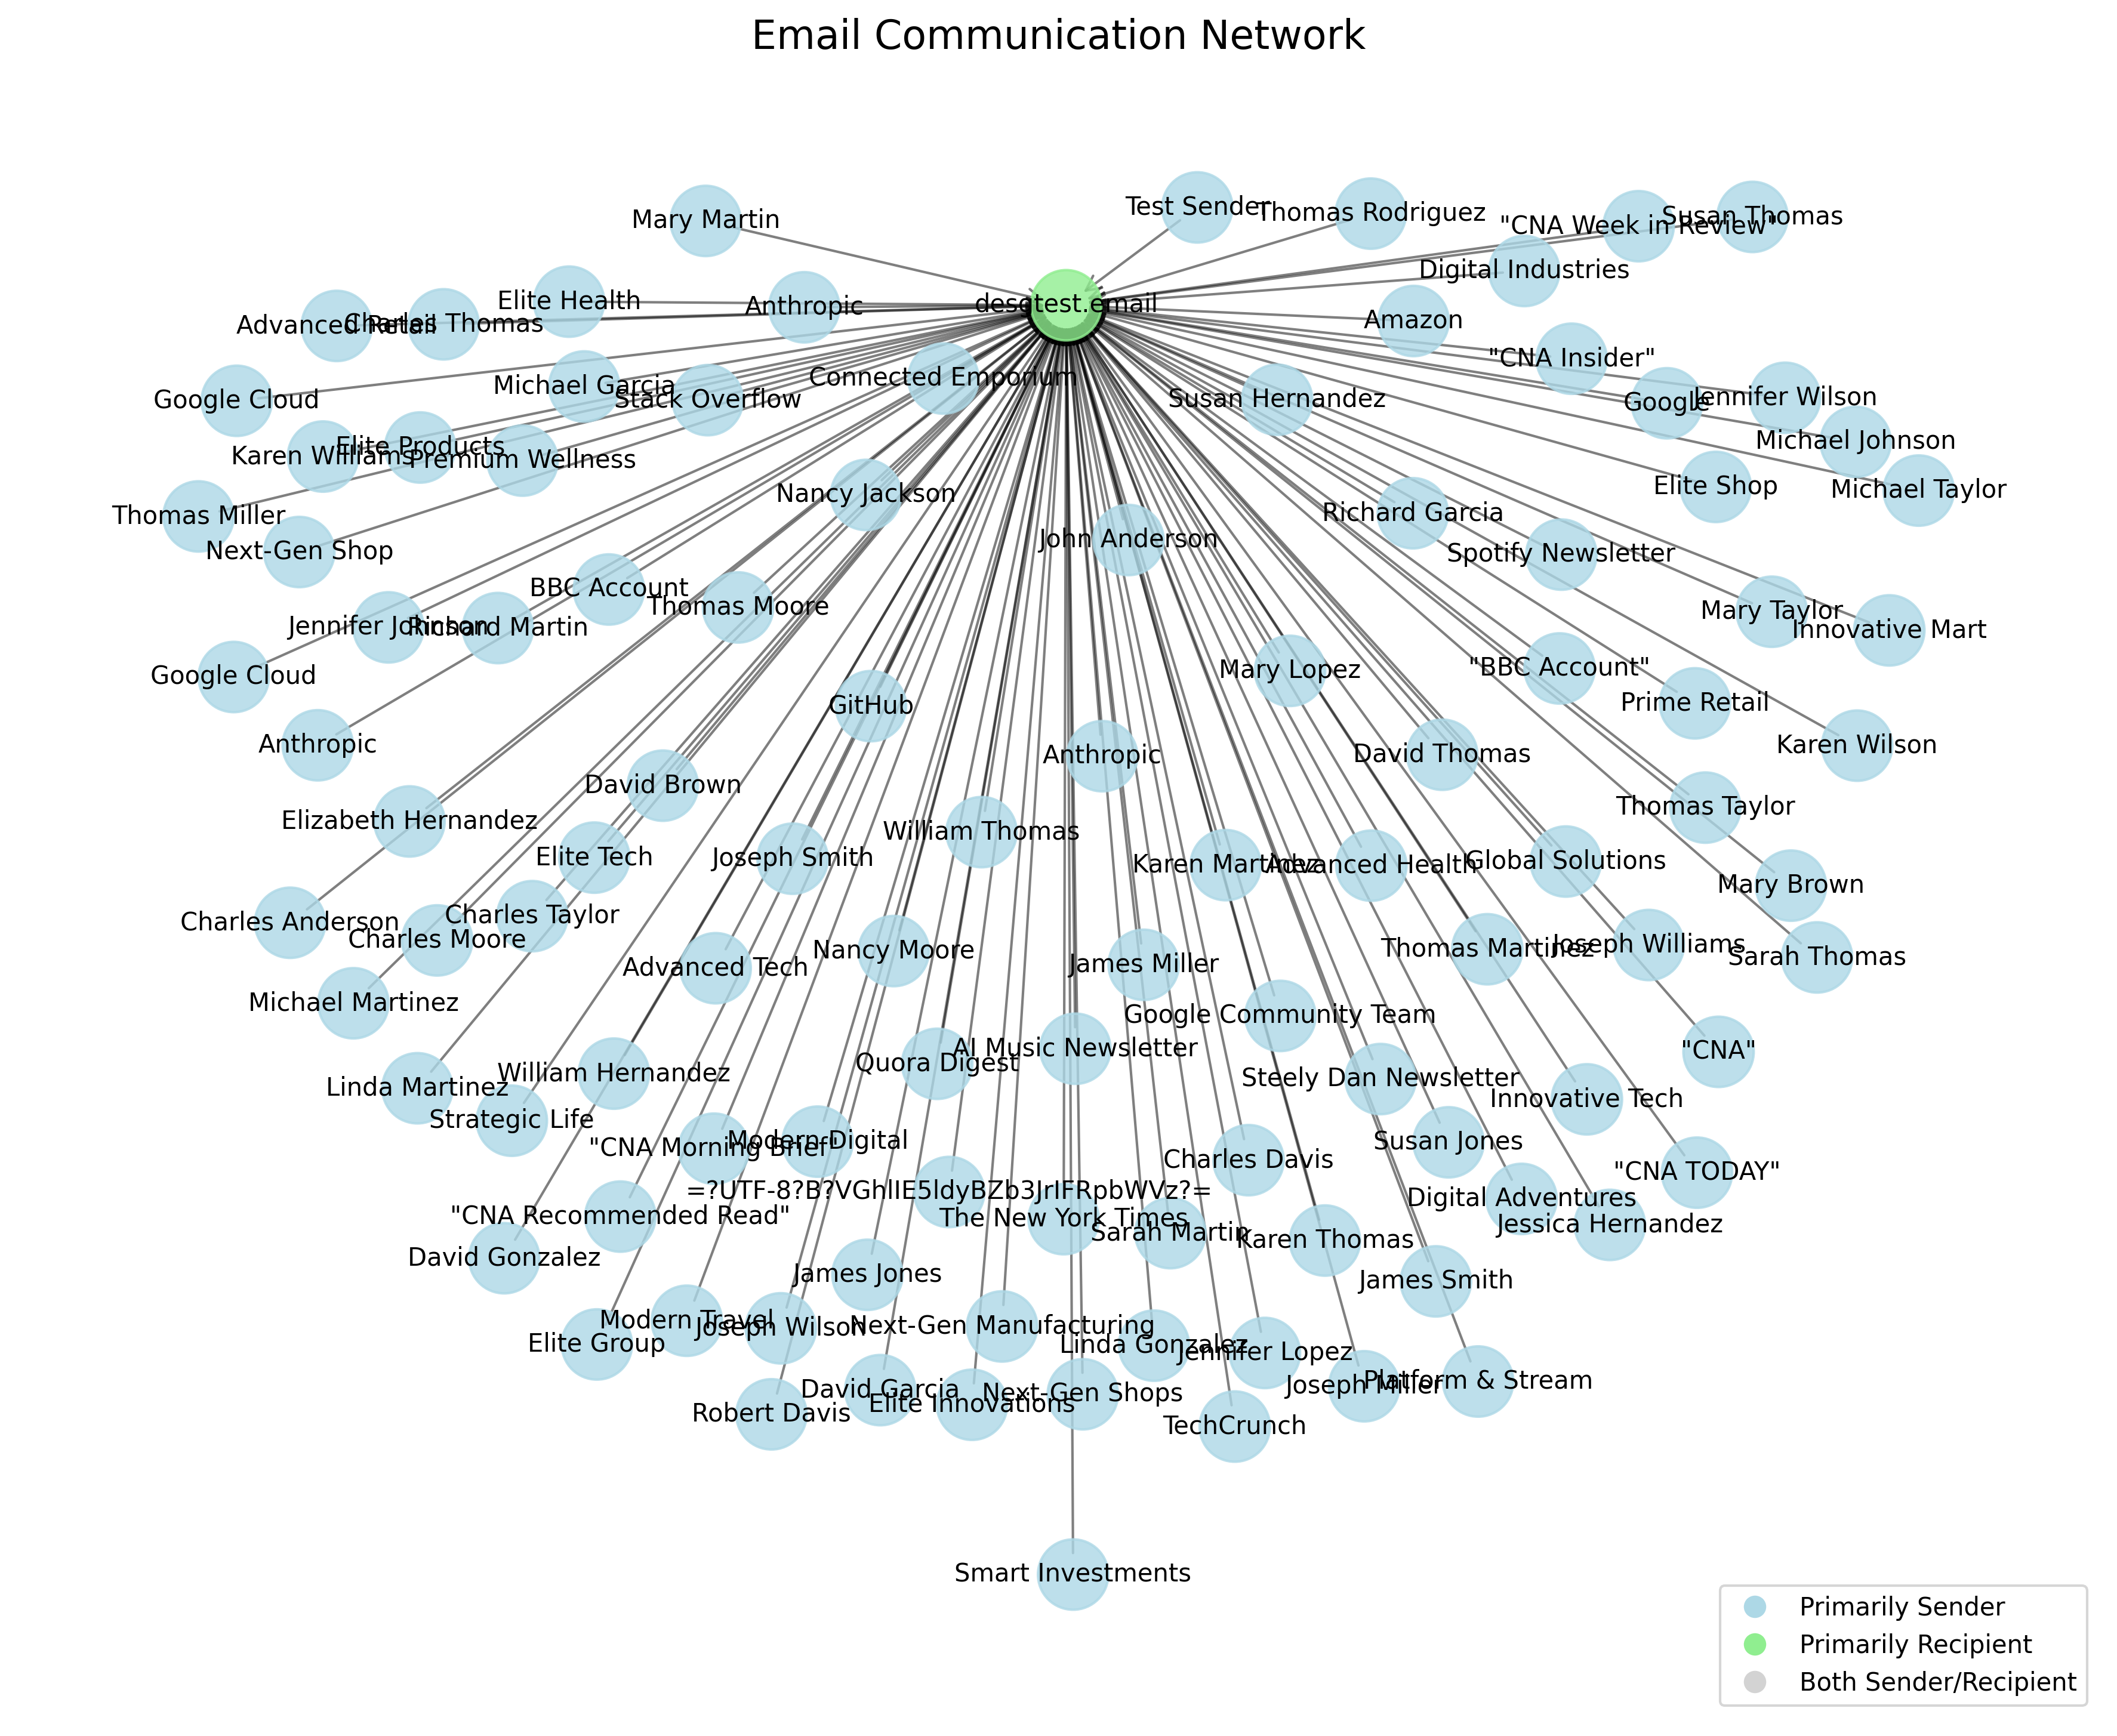 Email Communication Network
Test Sender
Thomas Rodriguez
Susan Thomas
Mary Martin
"CNA Week in Review"
Digital Industries
Elite Health
Anthropic
Amazon
Advanced Retail
Charles Thomas
"CNA Insider"
Connected Emporium
Michael Garcia
Google Cloud
Stack Overflow
Susan Hernandez
Google
Jennifer Wilson
Michael Johnson
Elite Products
Karen Williams
Premium Wellness
Elite Shop
Michael Taylor
Nancy Jackson
Thomas Miller
Richard Garcia
John Anderson
Next-Gen Shop
Spotify Newsletter
BBC Account
Thomas Moore
Mary Taylor
Jennifer Johnson
Richard Martin
Innovative Mart
"BBC Account"
Google Cloud
Mary Lopez
Prime Retail
GitHub
Anthropic
Anthropic
David Thomas
Karen Wilson
David Brown
Thomas Taylor
Elizabeth Hernandez
William Thomas
Elite Tech
Joseph Smith
Karen Martinez
Advanced Health
Global Solutions
Mary Brown
Charles Anderson
Charles Taylor
Charles Moore
Nancy Moore
Thomas Martinez
Joseph Williams
Sarah Thomas
Advanced Tech
James Miller
Michael Martinez
Google Community Team
AI Music Newsletter
"CNA"
Quora Digest
William Hernandez
Linda Martinez
Steely Dan Newsletter
Innovative Tech
Strategic Life
"CNA Morning Brief"
Modern Digital
Susan Jones
Charles Davis
"CNA TODAY"
Digital Adventures
"CNA Recommended Read"
The New York Times
Sarah Martin
Jessica Hernandez
Karen Thomas
David Gonzalez
James Jones
James Smith
Modern Travel
Joseph Wilson
Next-Gen Manufacturing
Elite Group
Linda Gonzalez
Jennifer Lopez
Joseph Miller
Platform & Stream
David Garcia
Elite Innovations
Next-Gen Shops
Robert Davis
TechCrunch
Smart Investments
Primarily Sender
Primarily Recipient
Both Sender/Recipient